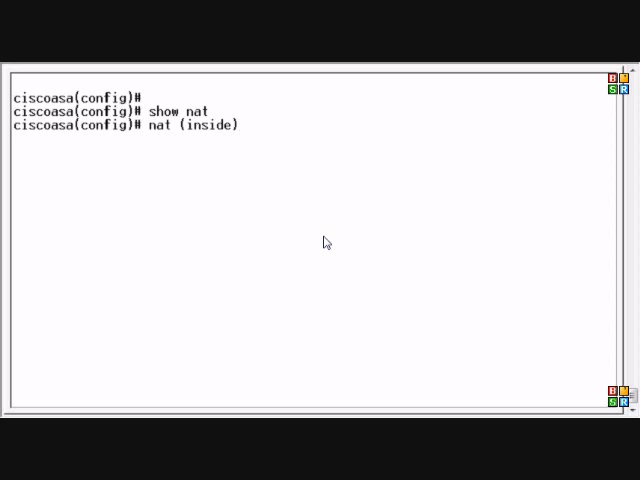 ciscoasa(config)#
ciscoasa(config)# show nat
ciscoasa(config)# nat (inside)
B
S R
B
S R